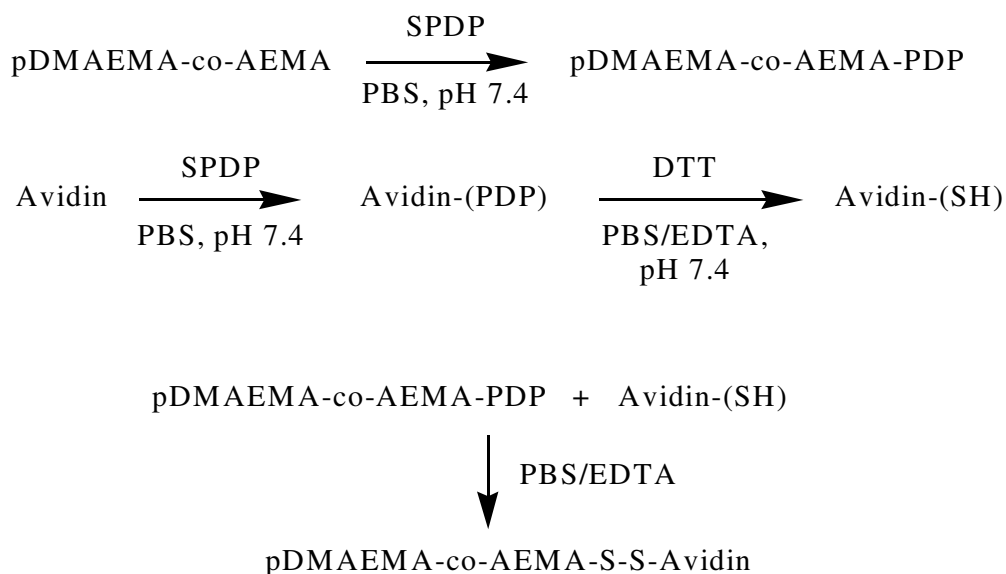 SPDP
pDMAEMA-co-AEMA pDMAEMA-co-AEMA-PDP
PBS, pH 7.4
SPDP DTT
Avidin Avidin-(PDP) Avidin-(SH)
PBS, pH 7.4 PBS/EDTA,
pH 7.4
pDMAEMA-co-AEMA-PDP + Avidin-(SH)
PBS/EDTA
pDMAEMA-co-AEMA-S-S-Avidin